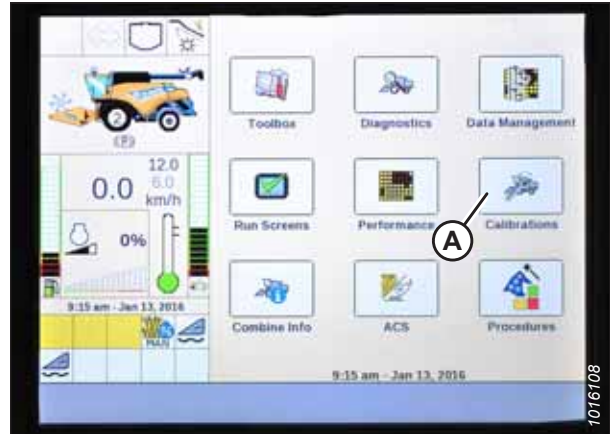 Toolbox
Diagnostics
Data Management
2
(P)
12.0
0.0
6.0
km/h
Run Screens
Performance
A
Calibrations
0%
9:15 am - Jan 13, 2016
MAN
Combine Info
ACS
Procedures
9:15 am - Jan 13, 2016
1016108